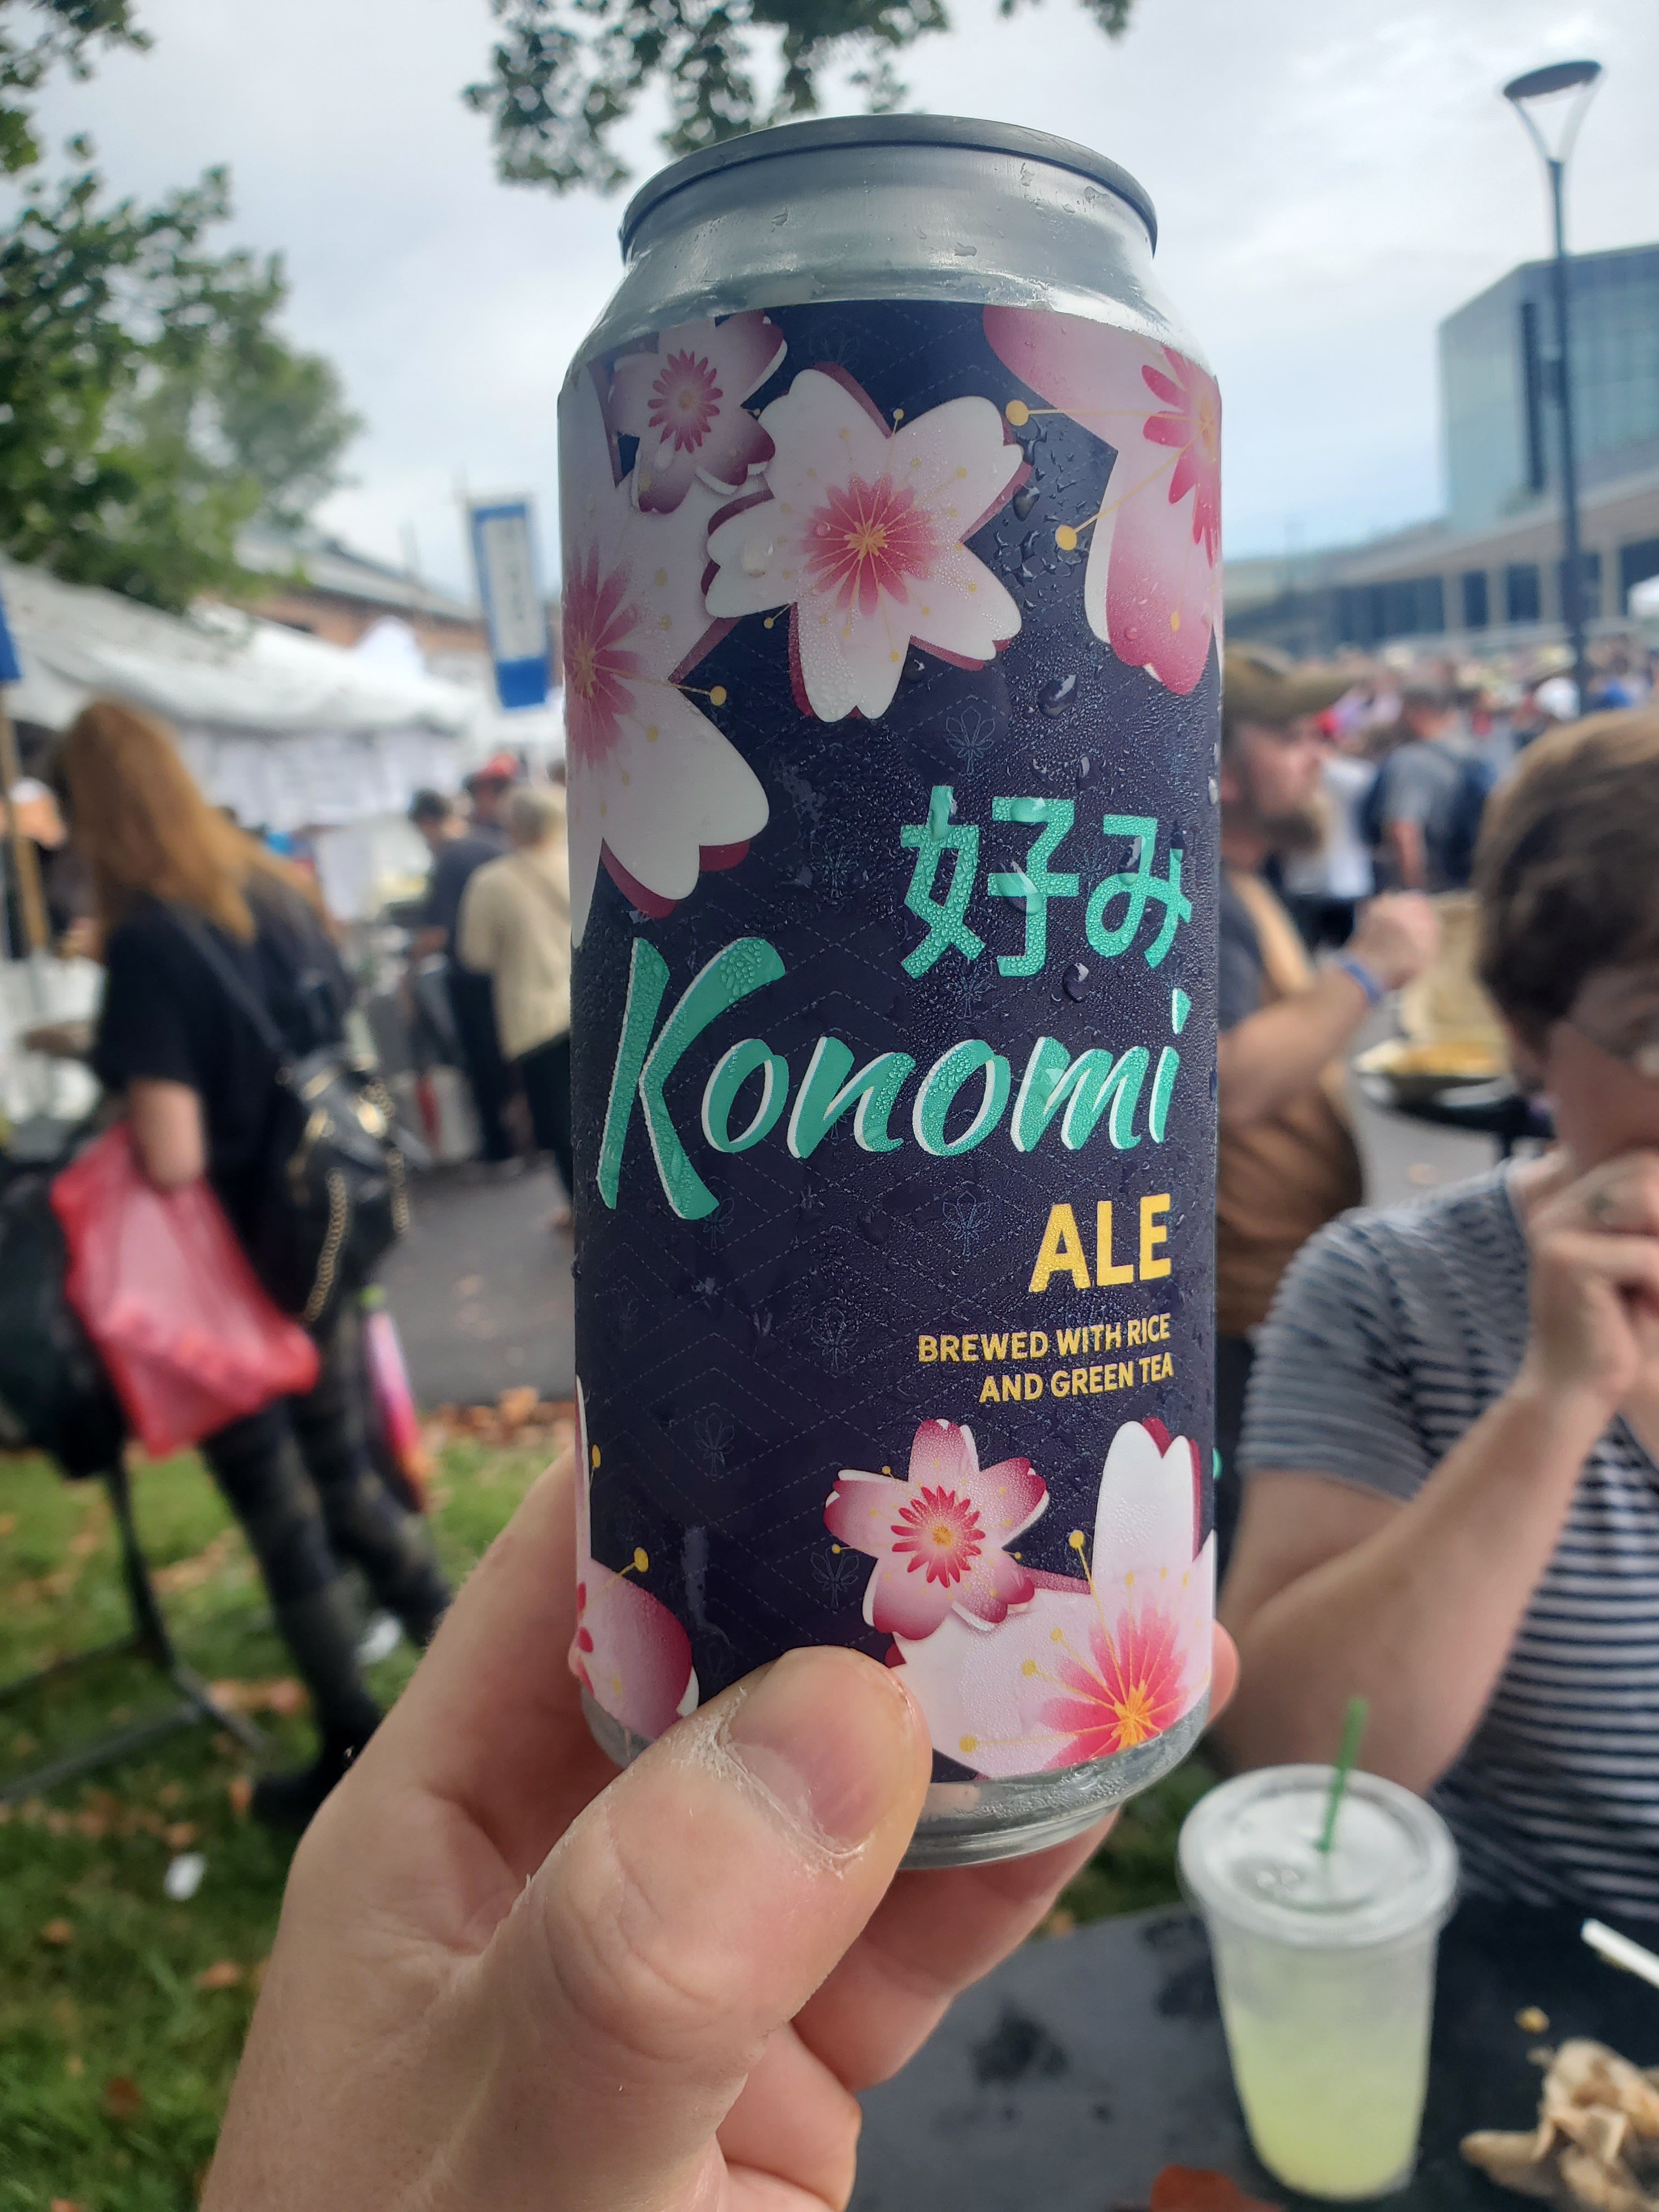 好み
Konomi
ALE
BREWED WITH RICE
AND GREEN TEA